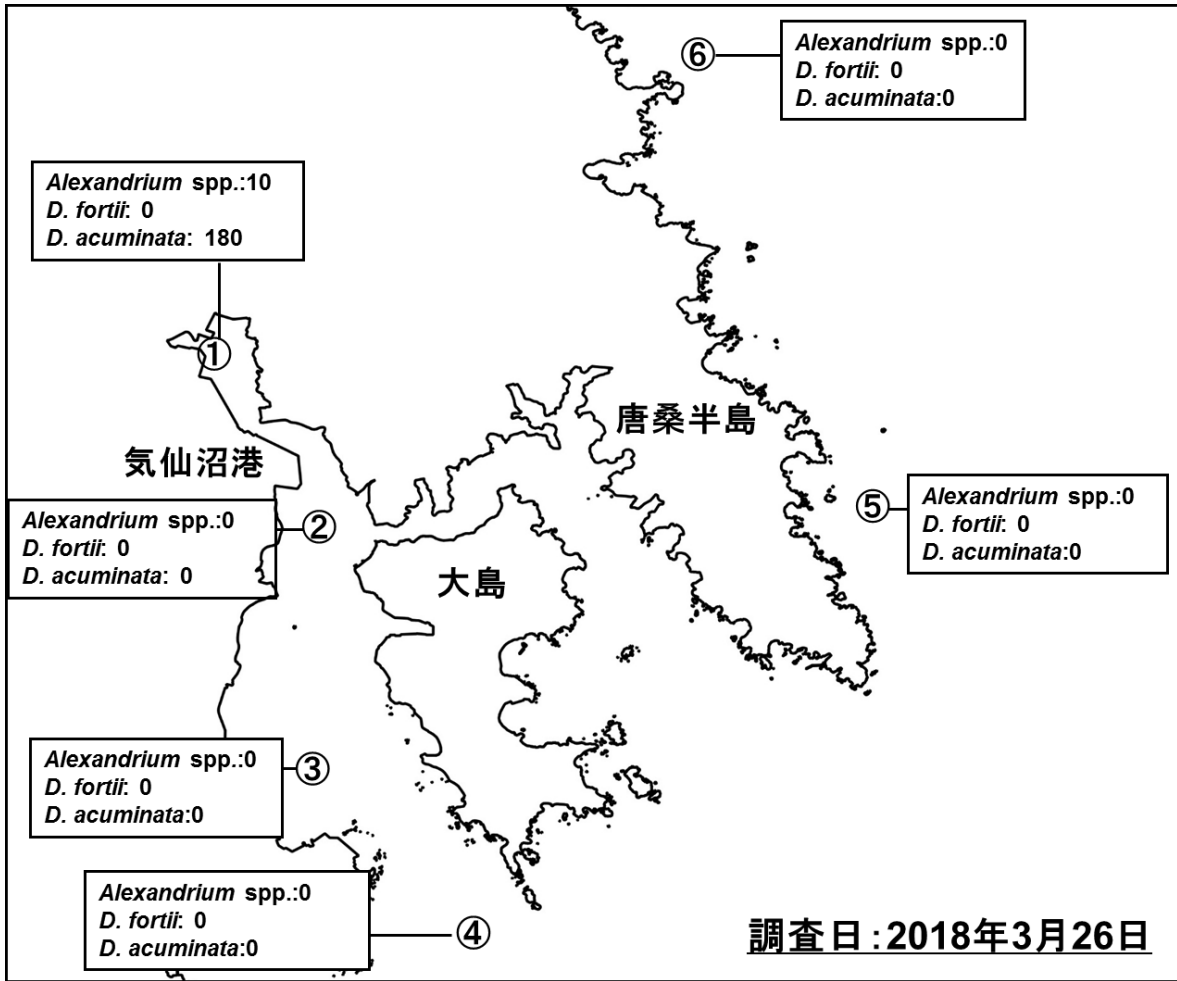 ⑥
Alexandrium spp.:0
D. fortii: 0
D. acuminata:0
Alexandrium spp.:10
D. fortii: 0
D. acuminata: 180
①
唐桑半島
気仙沼港
②
Alexandrium spp.:0
D. fortii: 0
D. acuminata: 0
⑤
Alexandrium spp.:0
D. fortii: 0
D. acuminata:0
大島
Alexandrium spp.:0
D. fortii: 0
D. acuminata:0
③
Alexandrium spp.:0
D. fortii: 0
D. acuminata:0
④
調査日:2018年3月26日